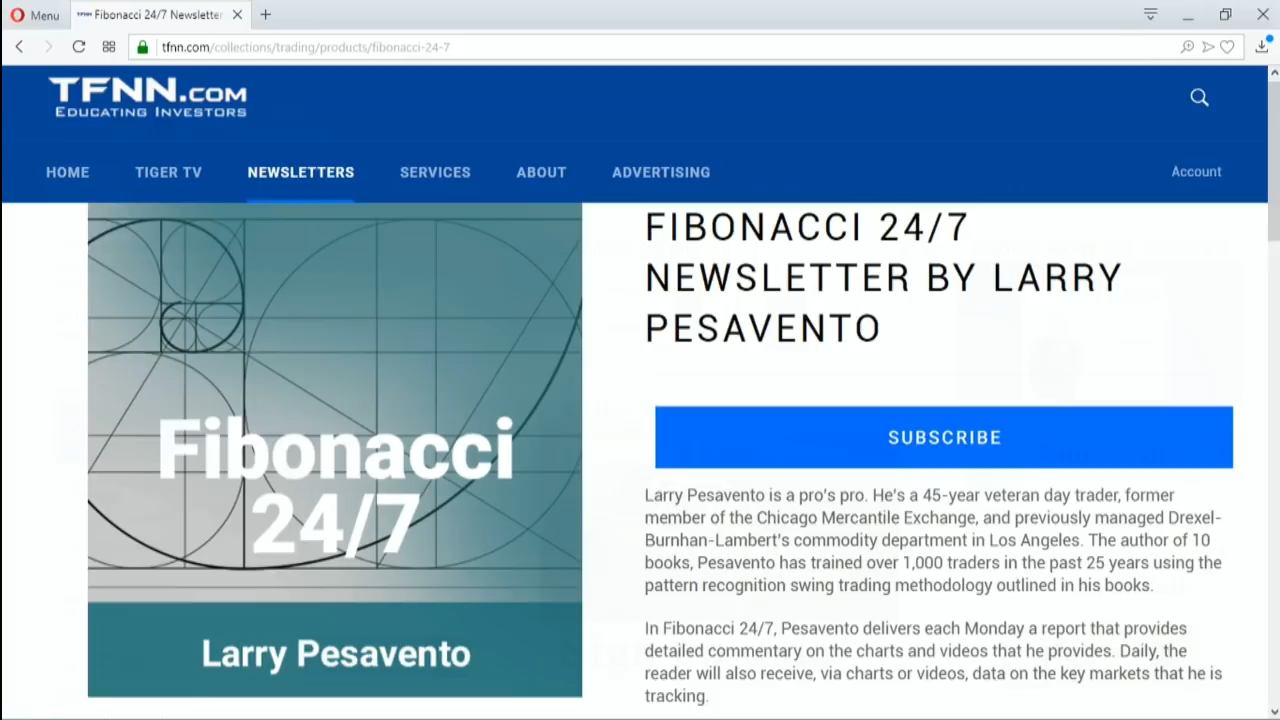 Menu
Fibonacci 24/7 Newsletter
tfnn.com/collections/trading/products/fibonacci-24-7
TFNN.COM
EDUCATING INVESTORS
HOME
TIGER TV
NEWSLETTERS
SERVICES
ABOUT
ADVERTISING
Account
Fibonacci
24/7
Larry Pesavento
FIBONACCI 24/7
NEWSLETTER BY LARRY
PESAVENTO
SUBSCRIBE
Larry Pesavento is a pro's pro. He's a 45-year veteran day trader, former
member of the Chicago Mercantile Exchange, and previously managed Drexel-
Burnhan-Lambert's commodity department in Los Angeles. The author of 10
books, Pesavento has trained over 1,000 traders in the past 25 years using the
pattern recognition swing trading methodology outlined in his books.
In Fibonacci 24/7, Pesavento delivers each Monday a report that provides
detailed commentary on the charts and videos that he provides. Daily, the
reader will also receive, via charts or videos, data on the key markets that he is
tracking.